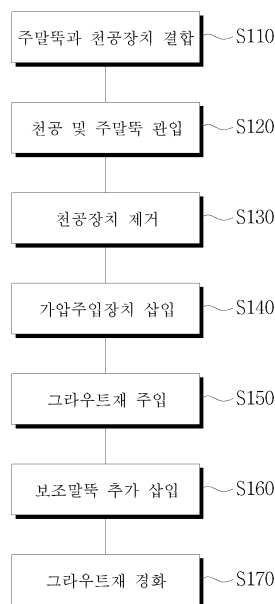 주말뚝과 천공장치 결합 S110
천공 및 주말뚝 관입 S120
천공장치 제거 S130
가압주입장치 삽입 S140
그라우트재 주입 S150
보조말뚝 추가 삽입 S160
그라우트재 경화 S170